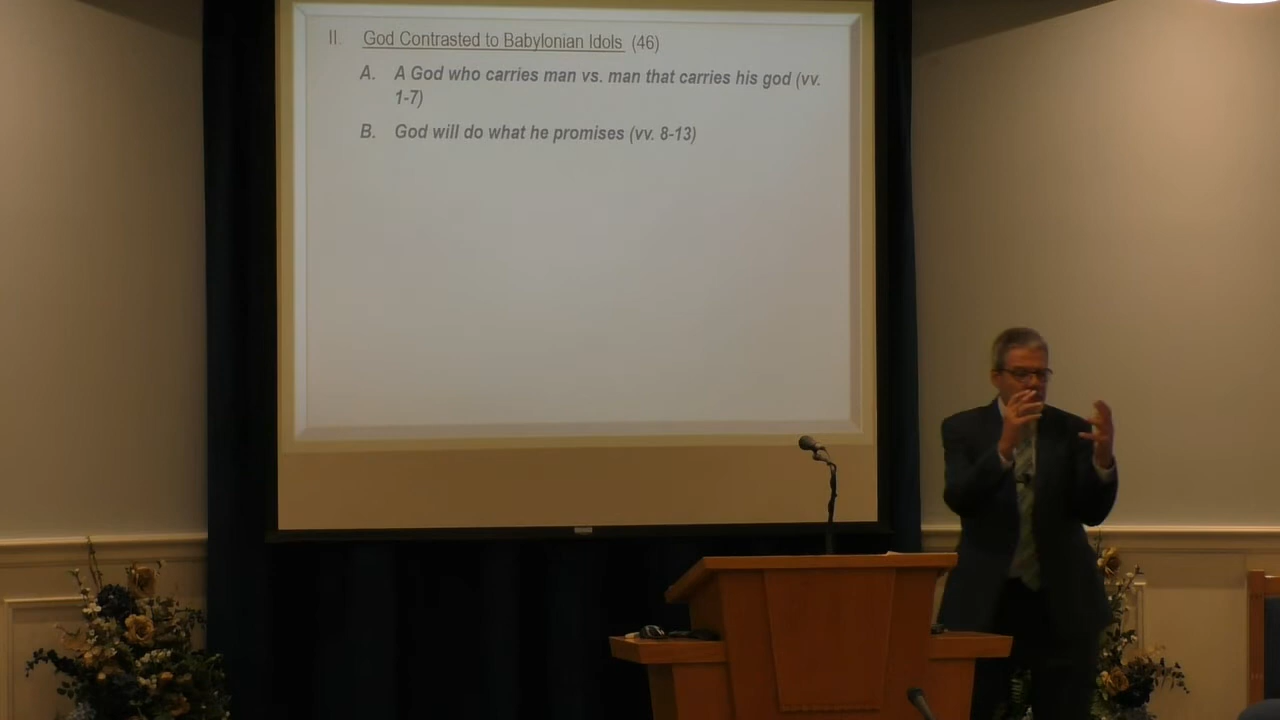 II. God Contrasted to Babylonian Idols (46)
A. A God who carries man vs. man that carries his god (vv.
1-7)
B. God will do what he promises (vv. 8-13)